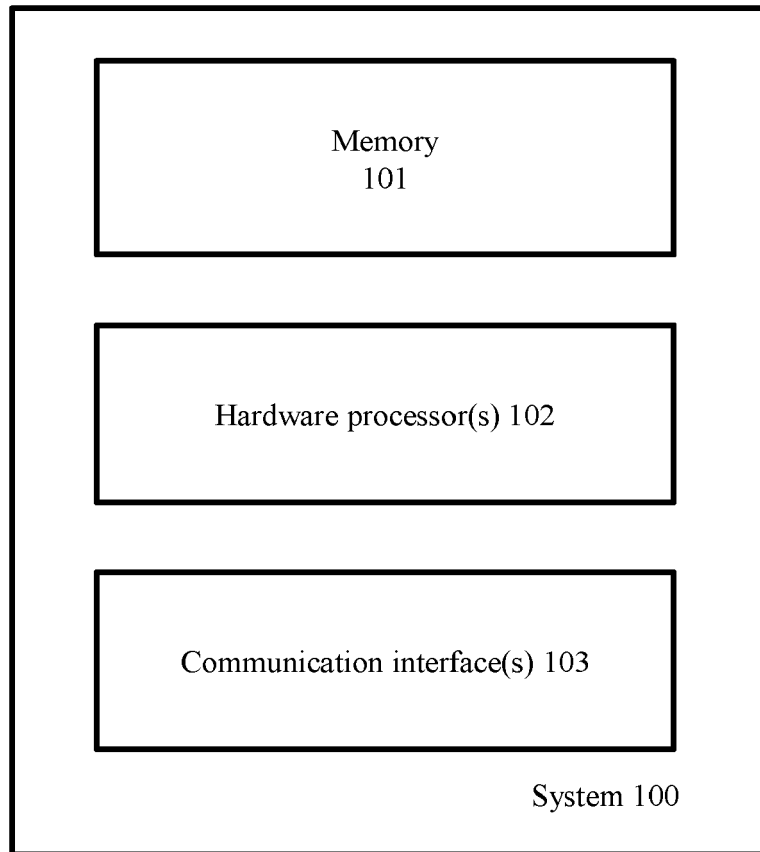 Memory
101
Hardware processor(s) 102
Communication interface(s) 103
System 100